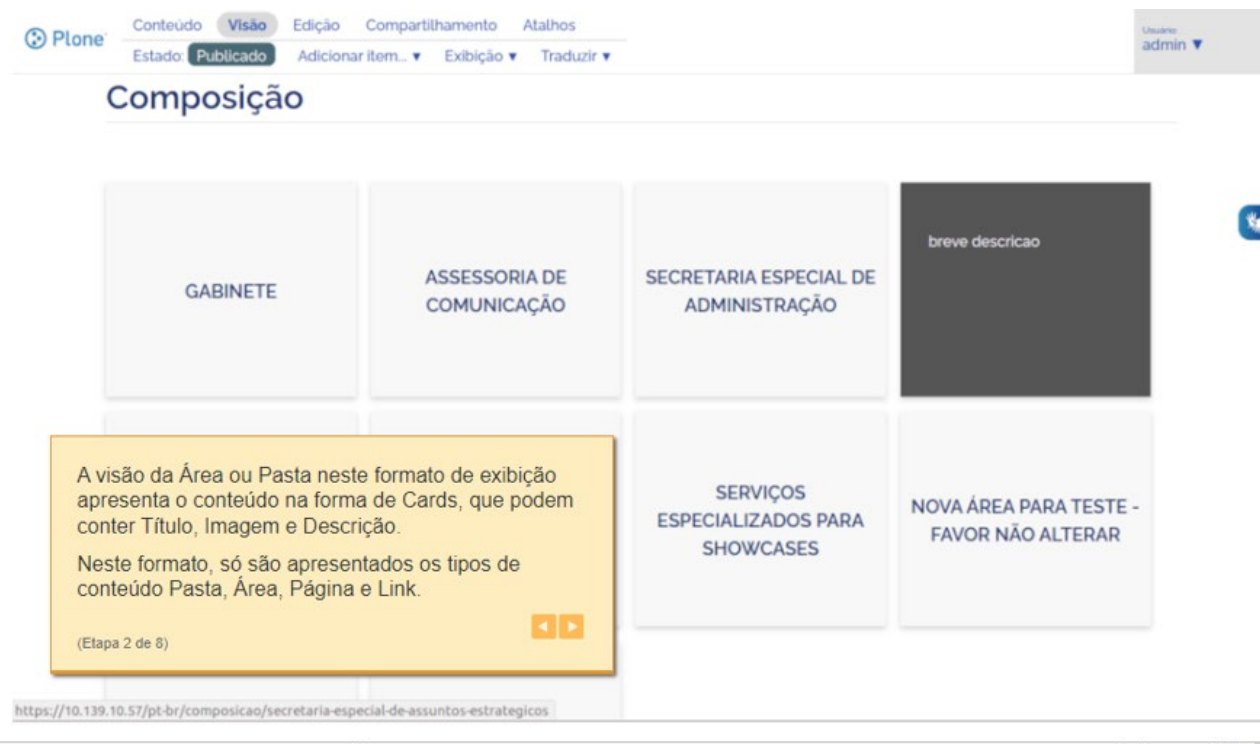 Plone
Conteúdo Visão Edição Compartilhamento Atalhos
Estado: Publicado Adicionar item... ▼ Exibição ▼ Traduzir ▼
Usuário:
admin ▼
Composição
GABINETE
ASSESSORIA DE
COMUNICAÇÃO
SECRETARIA ESPECIAL DE
ADMINISTRAÇÃO
breve descricao
A visão da Área ou Pasta neste formato de exibição
apresenta o conteúdo na forma de Cards, que podem
conter Título, Imagem e Descrição.
Neste formato, só são apresentados os tipos de
conteúdo Pasta, Área, Página e Link.
(Etapa 2 de 8)
SERVIÇOS
ESPECIALIZADOS PARA
SHOWCASES
NOVA ÁREA PARA TESTE -
FAVOR NÃO ALTERAR
https://10.139.10.57/pt-br/composicao/secretaria-especial-de-assuntos-estrategicos